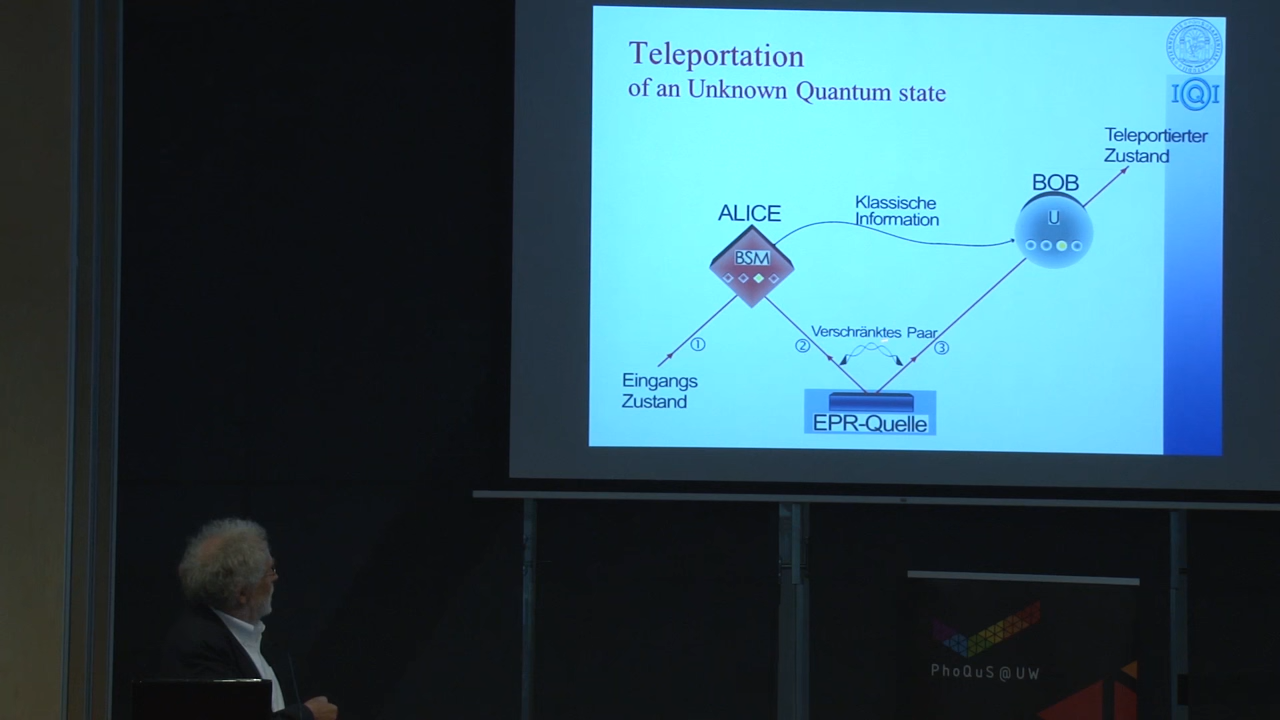 Teleportation
of an Unknown Quantum state
IQI
Teleportierter
Zustand
BOB
U
Klassische
Information
ALICE
BSM
Verschränktes Paar
1
2
3
Eingangs
Zustand
EPR-Quelle
PhoQuS@UW